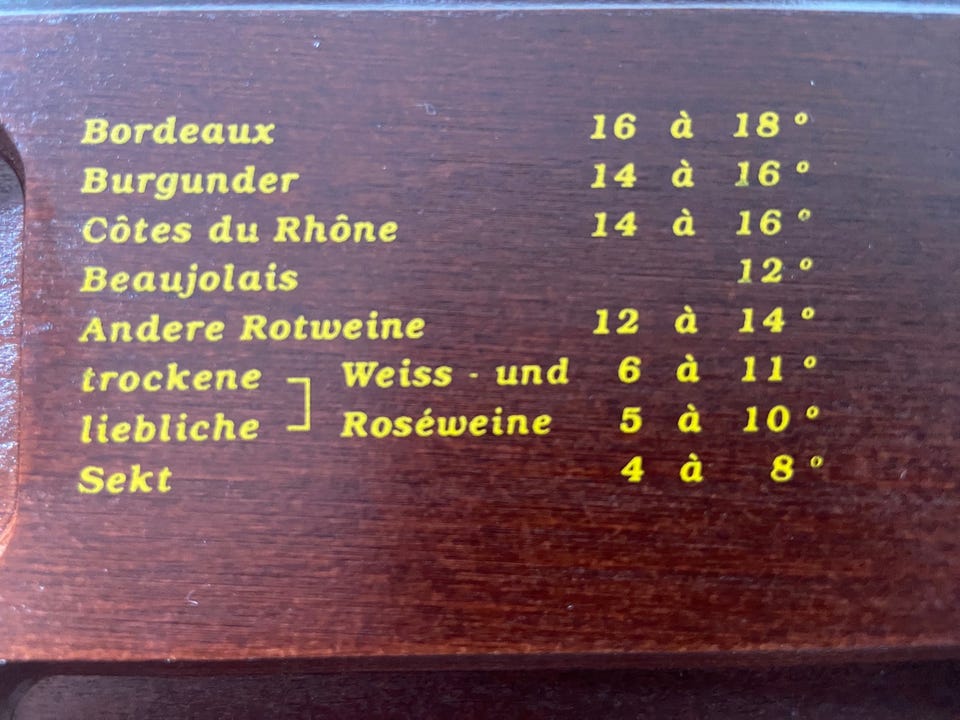 Bordeaux 16 à 18°
Burgunder 14 à 16°
Côtes du Rhône 14 à 16°
Beaujolais 12°
Andere Rotweine 12 à 14°
trockene Weiss - und 6 à 11°
liebliche Roséweine 5 à 10°
Sekt 4 à 8°